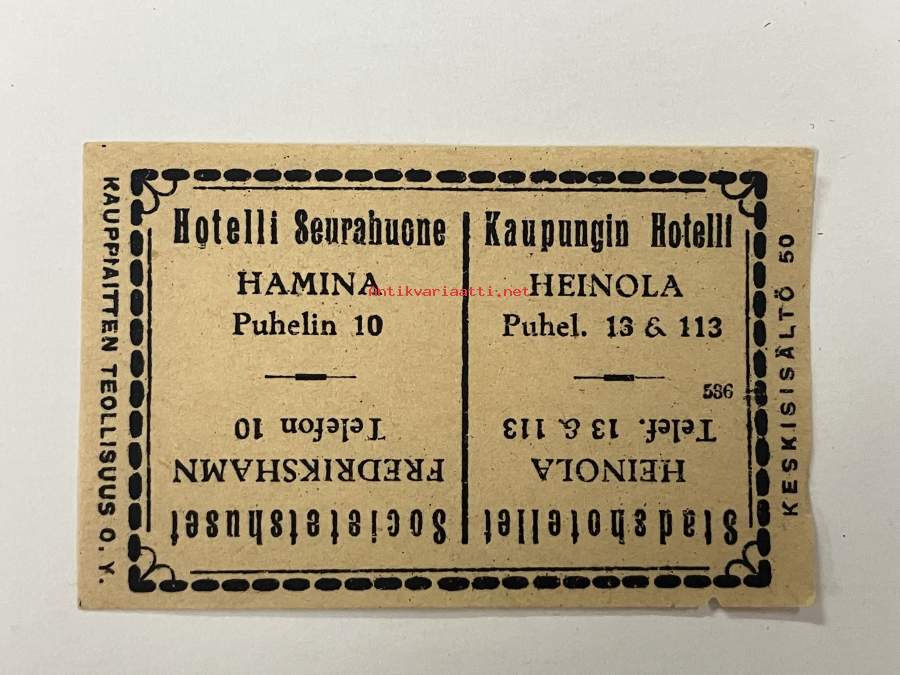 Hotelli Seurahuone
HAMINA
Puhelin 10
Kaupungin Hotelli
HEINOLA
Puhel. 13 & 113
536
Societetshuset
FREDRIKSHAMN
Telefon 10
Stadshotellet
HEINOLA
Telef. 13 & 113
KAUPPIAITTEN TEOLLISUUS O.Y.
KESKISISÄLTÖ 50
antikvariaatti.net